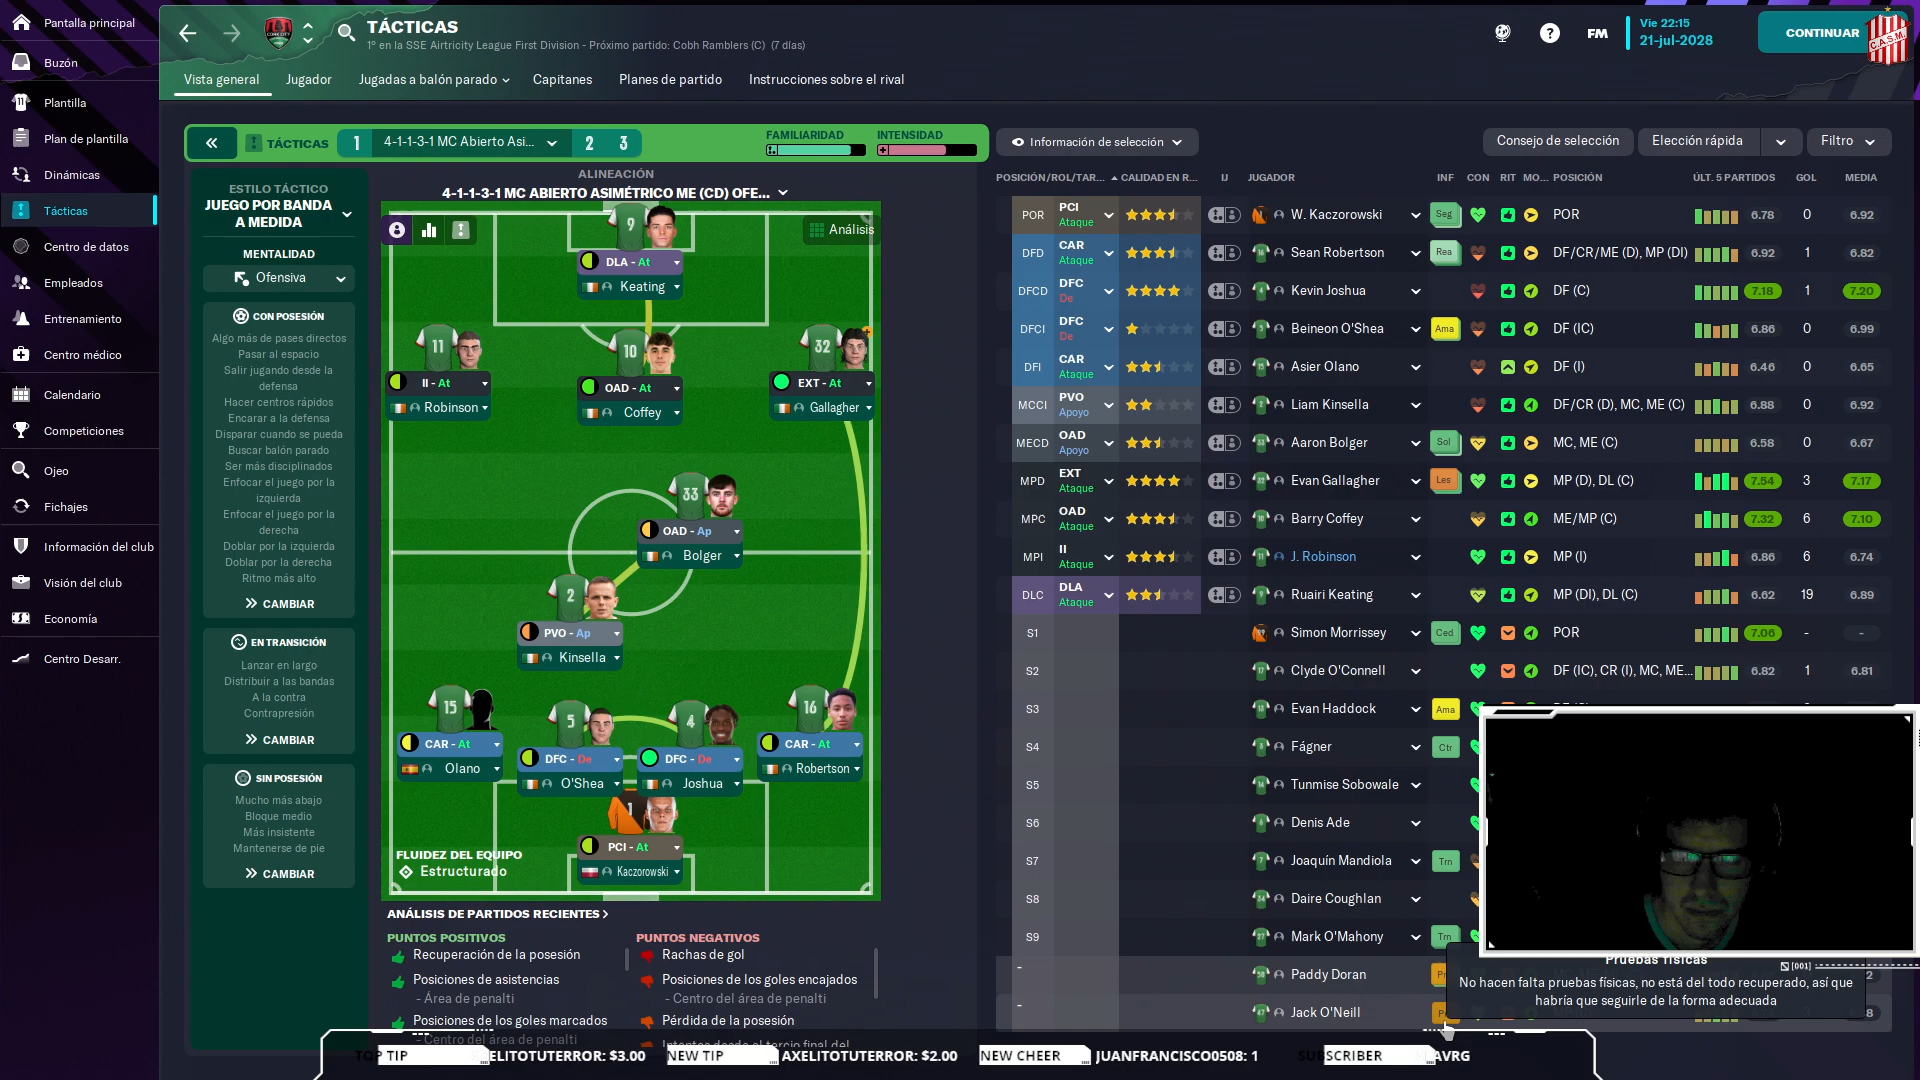 Pantalla principal
Buzón
Plantilla
Plan de plantilla
Dinámicas
Tácticas
Centro de datos
Empleados
Entrenamiento
Centro médico
Calendario
Competiciones
Ojeo
Fichajes
Información del club
Visión del club
Economía
Centro Desarr.
TÁCTICAS
1º en la SSE Airtricity League First Division - Próximo partido: Cobh Ramblers (C) (7 días)
FM
Vie 22:15
21-jul-2028
CONTINUAR
C.A.S.M.
Vista general
Jugador
Jugadas a balón parado
Capitanes
Planes de partido
Instrucciones sobre el rival
TÁCTICAS
1
4-1-1-3-1 MC Abierto Asi...
2
3
FAMILIARIDAD
INTENSIDAD
ESTILO TÁCTICO
JUEGO POR BANDA
A MEDIDA
MENTALIDAD
Ofensiva
CON POSESIÓN
Algo más de pases directos
Pasar al espacio
Salir jugando desde la
defensa
Hacer centros rápidos
Encarar a la defensa
Disparar cuando se pueda
Buscar balón parado
Ser más disciplinados
Enfocar el juego por la
izquierda
Enfocar el juego por la
derecha
Doblar por la izquierda
Doblar por la derecha
Ritmo más alto
CAMBIAR
EN TRANSICIÓN
Lanzar en largo
Distribuir a las bandas
A la contra
Contrapresión
CAMBIAR
SIN POSESIÓN
Mucho más abajo
Bloque medio
Más insistente
Mantenerse de pie
CAMBIAR
ALINEACIÓN
4-1-1-3-1 MC ABIERTO ASIMÉTRICO ME (CD) OFE...
Análisis
9
DLA - At
Keating
11
II - At
Robinson
10
OAD - At
Coffey
32
EXT - At
Gallagher
33
OAD - Ap
Bolger
2
PVO - Ap
Kinsella
15
CAR - At
Olano
5
DFC - De
O'Shea
4
DFC - De
Joshua
16
CAR - At
Robertson
1
PCI - At
Kaczorowski
FLUIDEZ DEL EQUIPO
Estructurado
ANÁLISIS DE PARTIDOS RECIENTES
PUNTOS POSITIVOS
Recuperación de la posesión
Posiciones de asistencias
- Área de penalti
Posiciones de los goles marcados
- Centro del área de penalti
PUNTOS NEGATIVOS
Rachas de gol
Posiciones de los goles encajados
- Centro del área de penalti
Pérdida de la posesión
Información de selección
Consejo de selección
Elección rápida
Filtro
POSICIÓN/ROL/TAR... CALIDAD EN R... IJ JUGADOR INF CON RIT MO... POSICIÓN ÚLT. 5 PARTIDOS GOL MEDIA
POR PCI Ataque W. Kaczorowski Seg POR 6.78 0 6.92
DFD CAR Ataque Sean Robertson Rea DF/CR/ME (D), MP (DI) 6.92 1 6.82
DFCD DFC De Kevin Joshua DF (C) 7.18 1 7.20
DFCI DFC De Beineon O'Shea Ama DF (IC) 6.86 0 6.99
DFI CAR Ataque Asier Olano DF (I) 6.46 0 6.65
MCCI PVO Apoyo Liam Kinsella DF/CR (D), MC, ME (C) 6.88 0 6.92
MECD OAD Apoyo Aaron Bolger Sol MC, ME (C) 6.58 0 6.67
MPD EXT Ataque Evan Gallagher Les MP (D), DL (C) 7.54 3 7.17
MPC OAD Ataque Barry Coffey ME/MP (C) 7.32 6 7.10
MPI II Ataque J. Robinson MP (I) 6.86 6 6.74
DLC DLA Ataque Ruairi Keating MP (DI), DL (C) 6.62 19 6.89
S1 Simon Morrissey Ced POR 7.06 - -
S2 Clyde O'Connell DF (IC), CR (I), MC, ME... 6.82 1 6.81
S3 Evan Haddock Ama
S4 Fágner Ctr
S5 Tunmise Sobowale
S6 Denis Ade
S7 Joaquín Mandiola Trn
S8 Daire Coughlan
S9 Mark O'Mahony Trn
- Paddy Doran
- Jack O'Neill
[001]
Pruebas físicas
No hacen falta pruebas físicas, no está del todo recuperado, así que
habría que seguirle de la forma adecuada
TOP TIP
ELITOTUTERROR: $3.00
NEW TIP
AXELITOTUTERROR: $2.00
NEW CHEER
JUANFRANCISCO0508: 1
SUBSCRIBER
AVRG